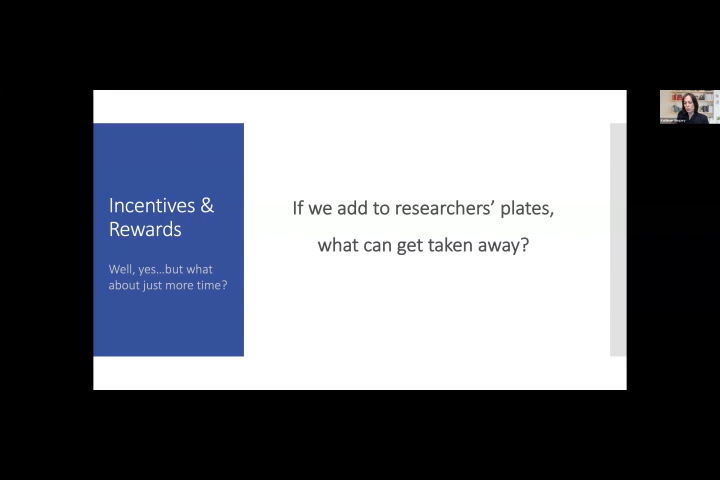 Incentives &
Rewards
Well, yes...but what
about just more time?
If we add to researchers’ plates,
what can get taken away?